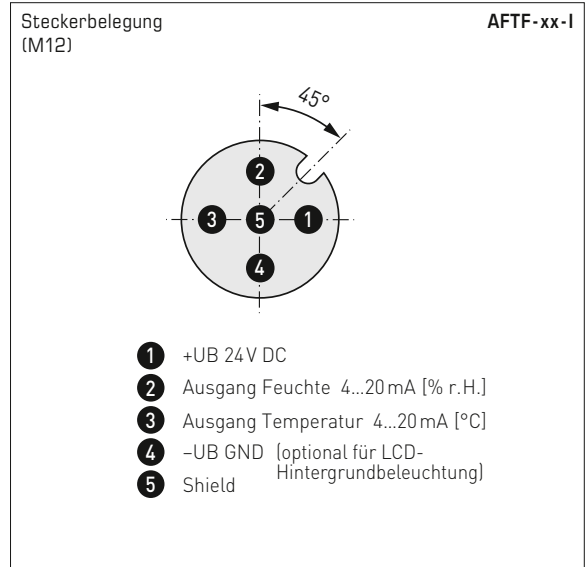 Steckerbelegung
(M12)
AFTF-xx-I
45°
2
3
5
1
4
1 +UB 24 V DC
2 Ausgang Feuchte 4...20 mA [% r.H.]
3 Ausgang Temperatur 4...20 mA [°C]
4 –UB GND (optional für LCD-
Hintergrundbeleuchtung)
5 Shield